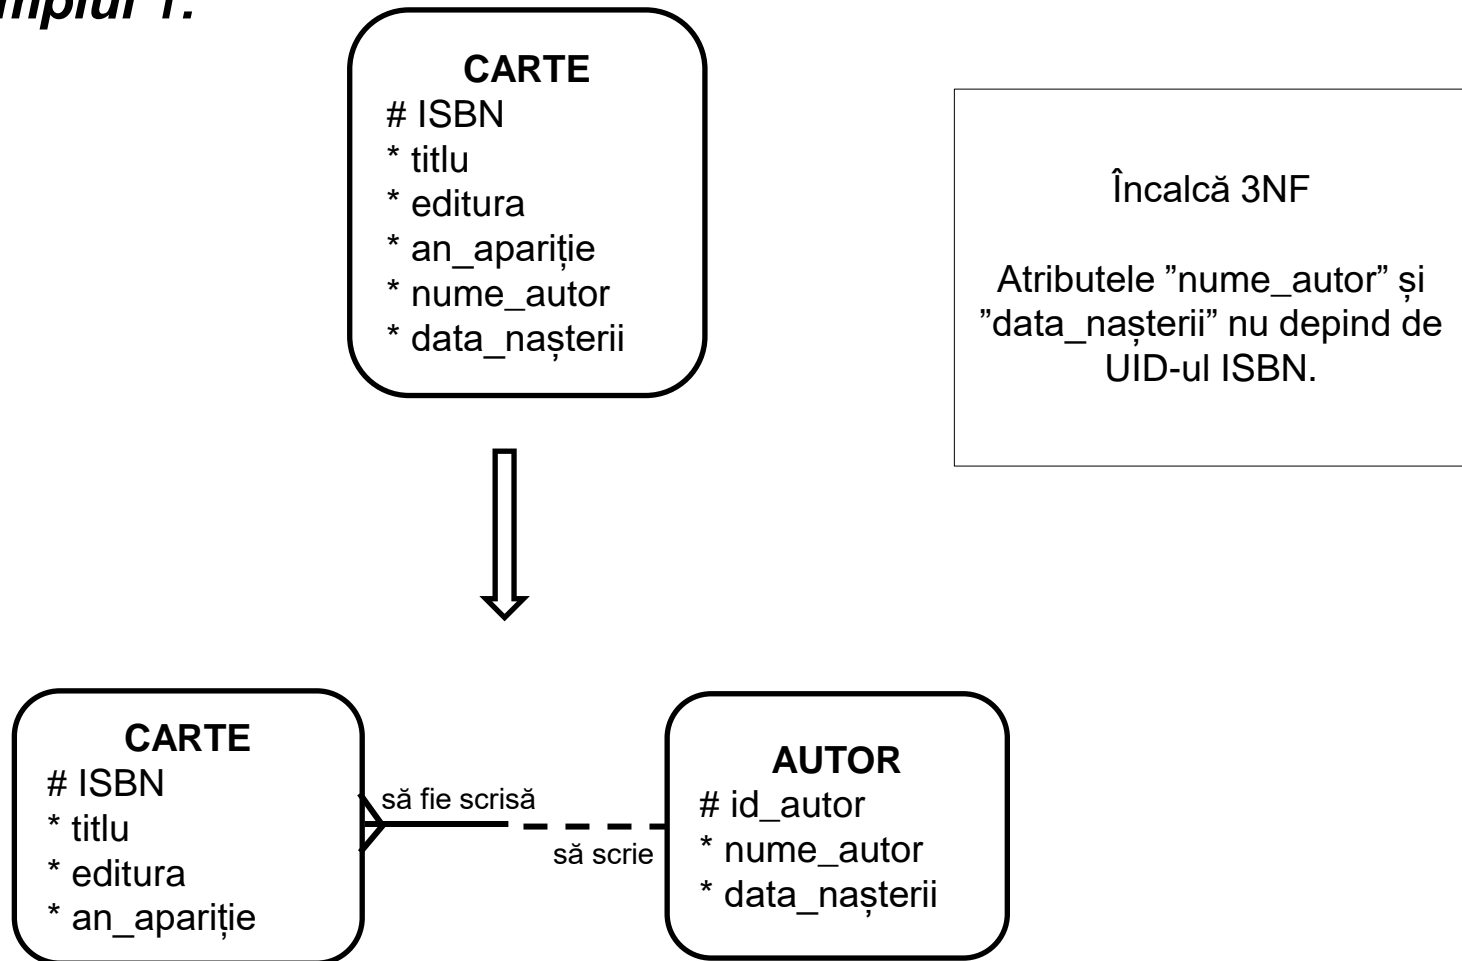 mplul 1.
CARTE
# ISBN
* titlu
* editura
* an_apariție
* nume_autor
* data_nașterii
Încalcă 3NF
Atributele ”nume_autor” și
”data_nașterii” nu depind de
UID-ul ISBN.
CARTE
# ISBN
* titlu
* editura
* an_apariție
să fie scrisă
să scrie
AUTOR
# id_autor
* nume_autor
* data_nașterii